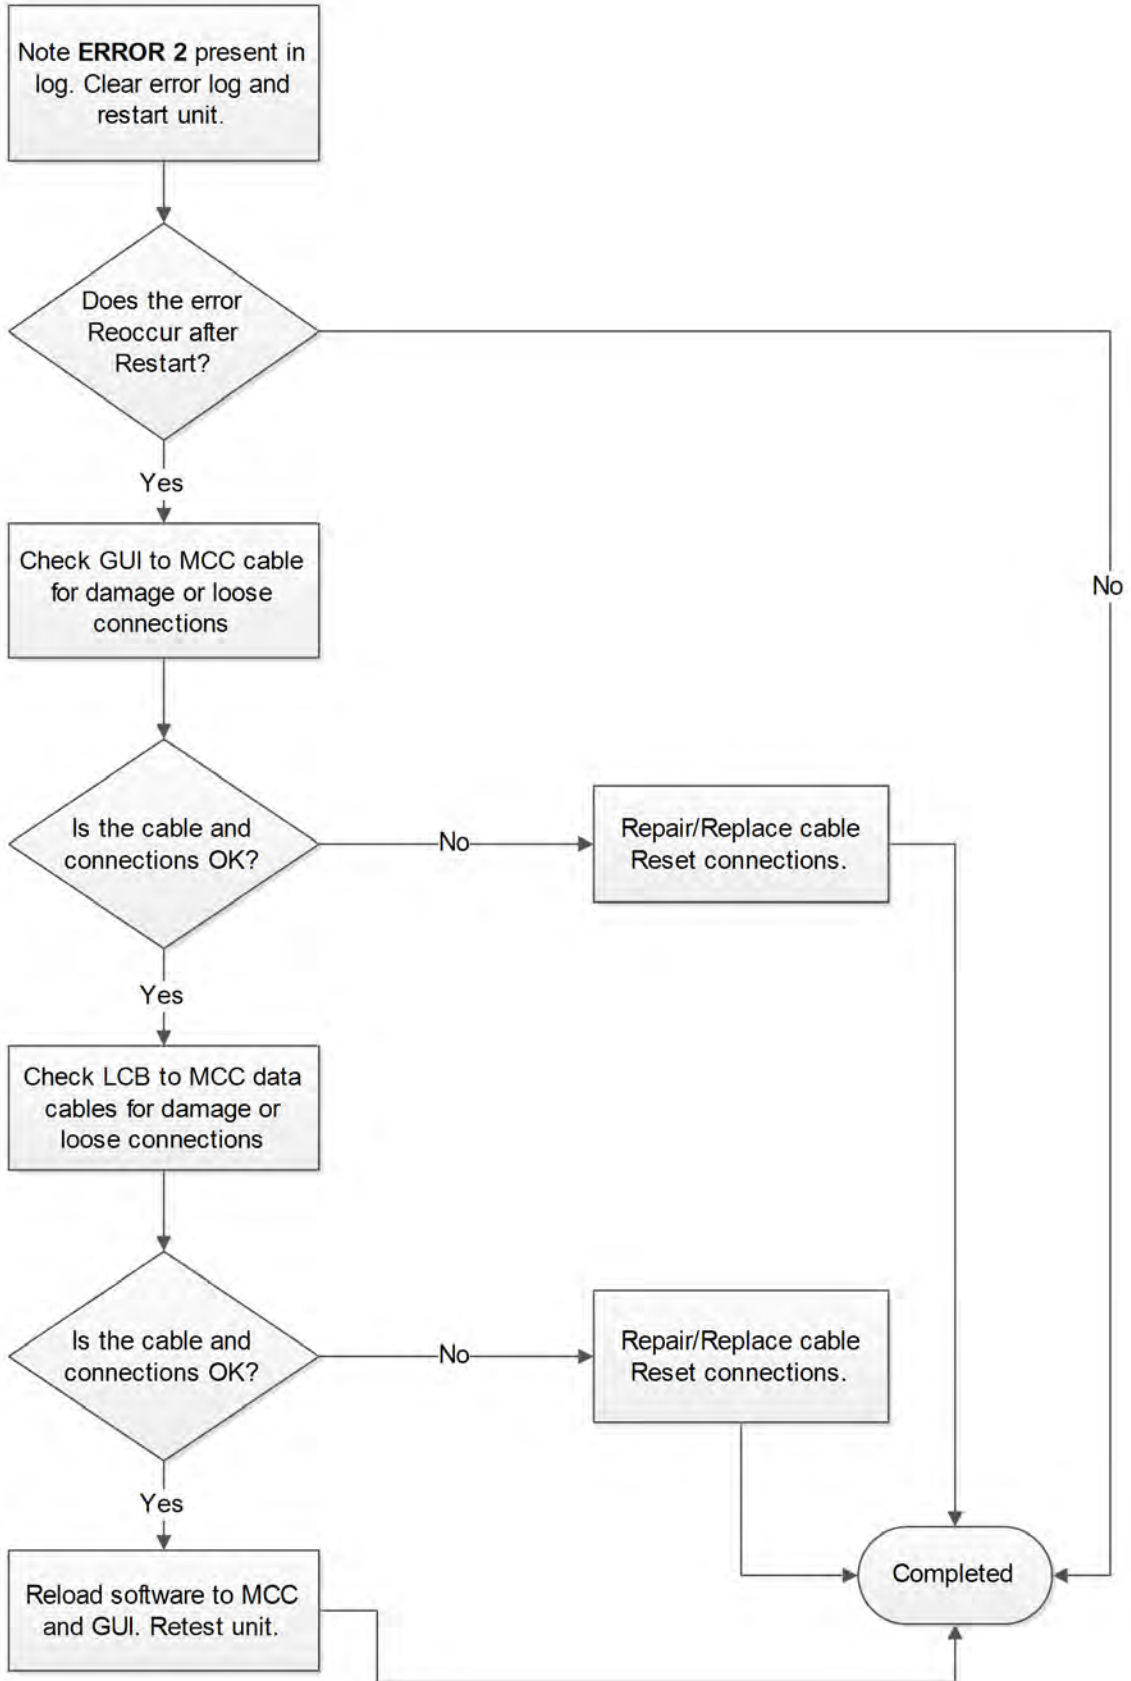 Note ERROR 2 present in
log. Clear error log and
restart unit.
Does the error
Reoccur after
Restart?
Yes
No
Check GUI to MCC cable
for damage or loose
connections
Is the cable and
connections OK?
No
Repair/Replace cable
Reset connections.
Yes
Check LCB to MCC data
cables for damage or
loose connections
Is the cable and
connections OK?
No
Repair/Replace cable
Reset connections.
Yes
Reload software to MCC
and GUI. Retest unit.
Completed